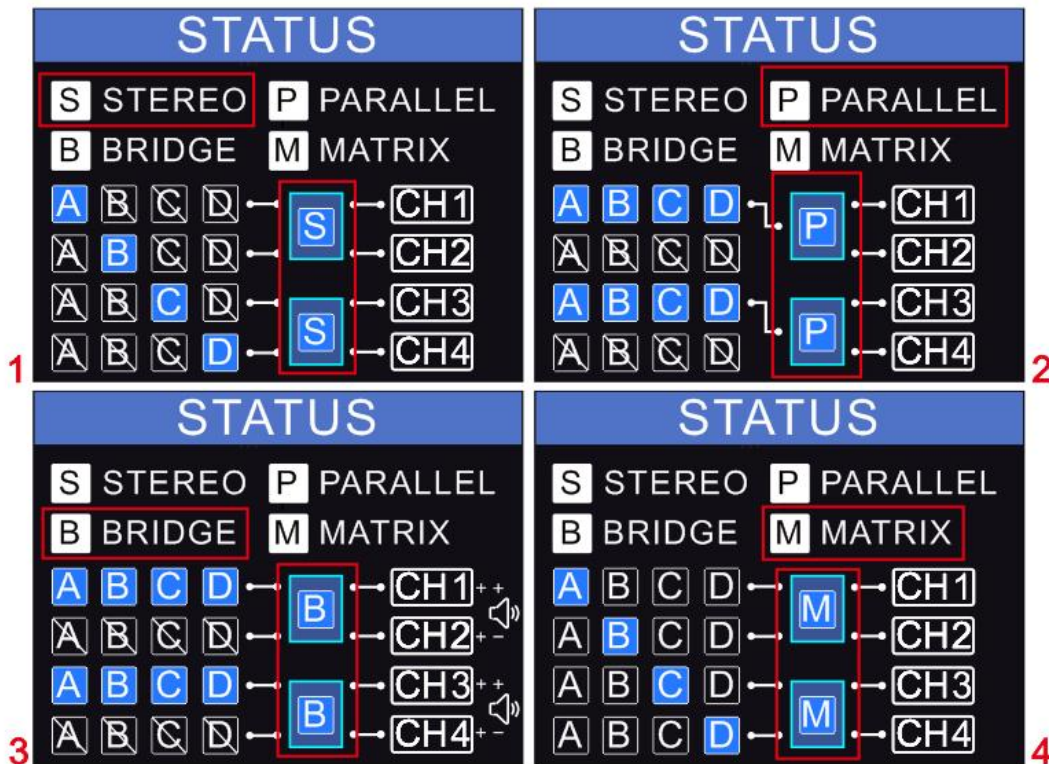 STATUS
S STEREO P PARALLEL
B BRIDGE M MATRIX
A B C D S CH1
A B C D CH2
A B C D S CH3
A B C D CH4
1
STATUS
S STEREO P PARALLEL
B BRIDGE M MATRIX
A B C D P CH1
A B C D CH2
A B C D P CH3
A B C D CH4
2
STATUS
S STEREO P PARALLEL
B BRIDGE M MATRIX
A B C D B CH1 + +
A B C D CH2 + -
A B C D B CH3 + +
A B C D CH4 + -
3
STATUS
S STEREO P PARALLEL
B BRIDGE M MATRIX
A B C D M CH1
A B C D CH2
A B C D M CH3
A B C D CH4
4